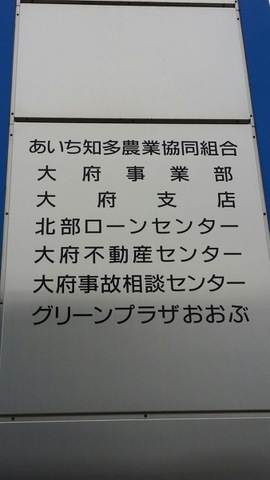 あいち知多農業協同組合
大府事業部
大府支店
北部ローンセンター
大府不動産センター
大府事故相談センター
グリーンプラザおおぶ